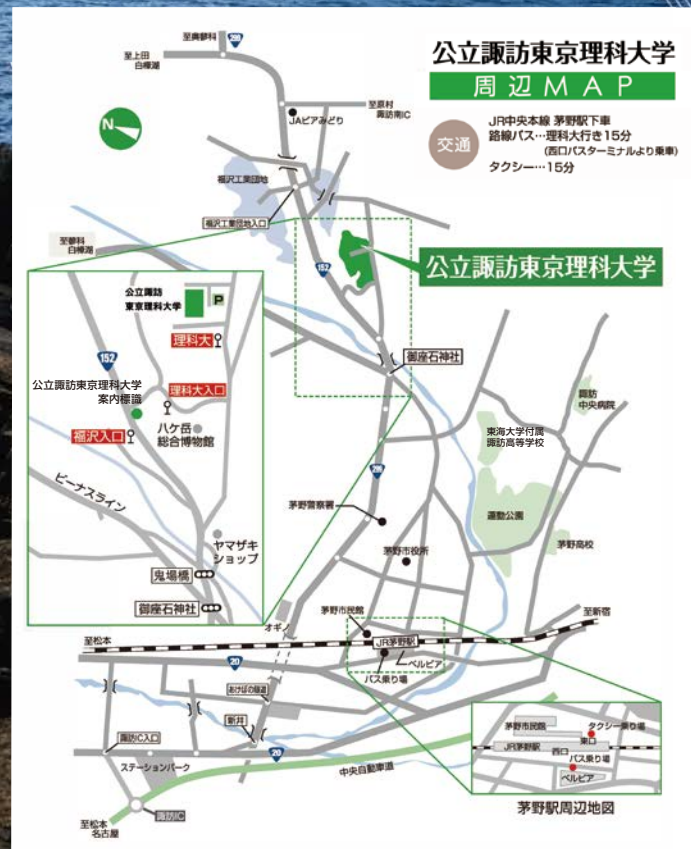 公立諏訪東京理科大学
周辺MAP
交通
JR中央本線 茅野駅下車
路線バス…理科大行き15分
(西口バスターミナルより乗車)
タクシー…15分
至奥蓼科
299
至上田
白樺湖
至原村
諏訪南IC
JAピアみどり
N
福沢工業団地
福沢工業団地入口
至蓼科
白樺湖
152
公立諏訪東京理科大学
御座石神社
公立諏訪
東京理科大学
P
理科大
152
理科大入口
公立諏訪東京理科大学
案内標識
福沢入口
八ケ岳
総合博物館
ビーナスライン
ヤマザキ
ショップ
鬼場橋
御座石神社
諏訪
中央病院
東海大学付属
諏訪高等学校
299
運動公園
茅野警察署
茅野市役所
茅野高校
茅野市民館
至新宿
オギノ
至松本
JR茅野駅
ベルビア
バス乗り場
20
あけぼの隧道
新井
諏訪IC入口
20
ステーションパーク
中央自動車道
諏訪IC
至松本
名古屋
茅野市民館
タクシー乗り場
東口
JR茅野駅
西口
バス乗り場
ベルビア
茅野駅周辺地図